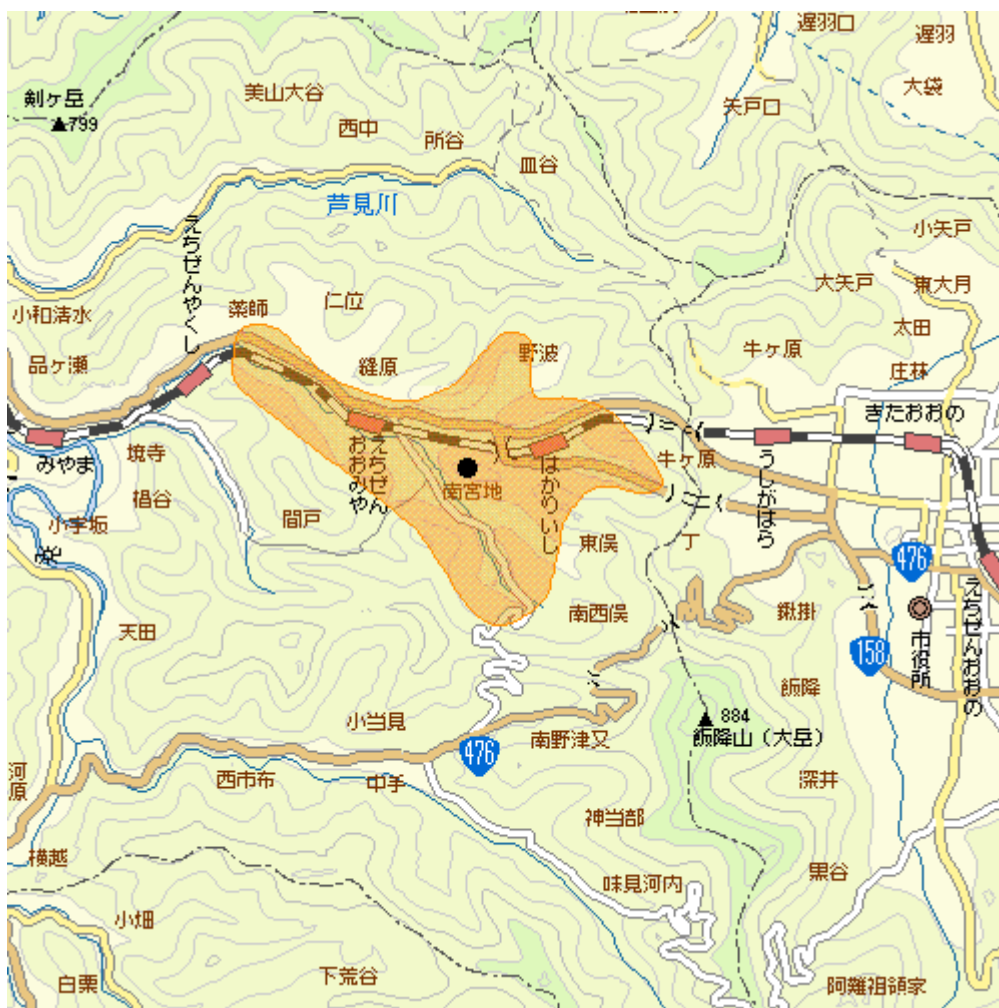 遅羽口
遅羽
大袋
剣ヶ岳
▲799
美山大谷
西中
所谷
皿谷
矢戸口
芦見川
えちぜんやくし
小矢戸
大矢戸
東大月
小和清水
薬師
仁位
太田
品ヶ瀬
縫原
野波
牛ヶ原
庄林
きたおおの
みやま
境寺
えちぜん
おおみや
はかりいし
牛ヶ原
うしがはら
椙谷
南宮地
小宇坂
間戸
東俣
丁
476
えちぜんおおの
天田
南西俣
鍬掛
市役所
158
飯降
小当見
884
飯降山（大岳）
南野津又
476
河原
西市布
中手
深井
神当部
横越
味見河内
黒谷
小畑
白栗
下荒谷
阿難祖領家